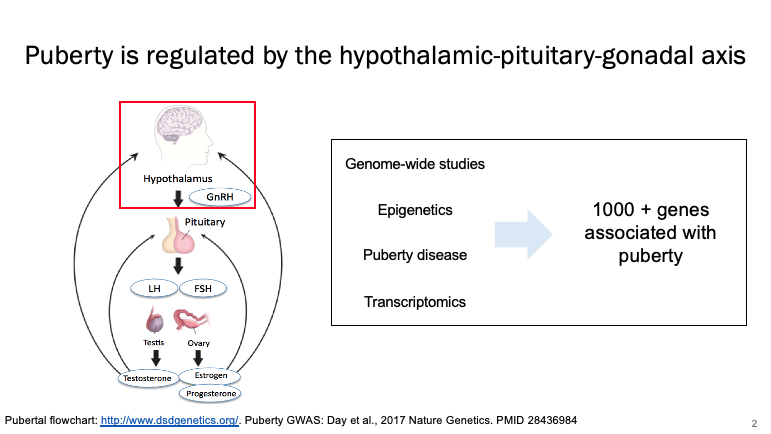 Puberty is regulated by the hypothalamic-pituitary-gonadal axis
Hypothalamus
GnRH
Pituitary
LH
FSH
Testis
Ovary
Testosterone
Estrogen
Progesterone
Genome-wide studies
Epigenetics
Puberty disease
Transcriptomics
1000 + genes
associated with
puberty
Pubertal flowchart: http://www.dsdgenetics.org/. Puberty GWAS: Day et al., 2017 Nature Genetics. PMID 28436984
2